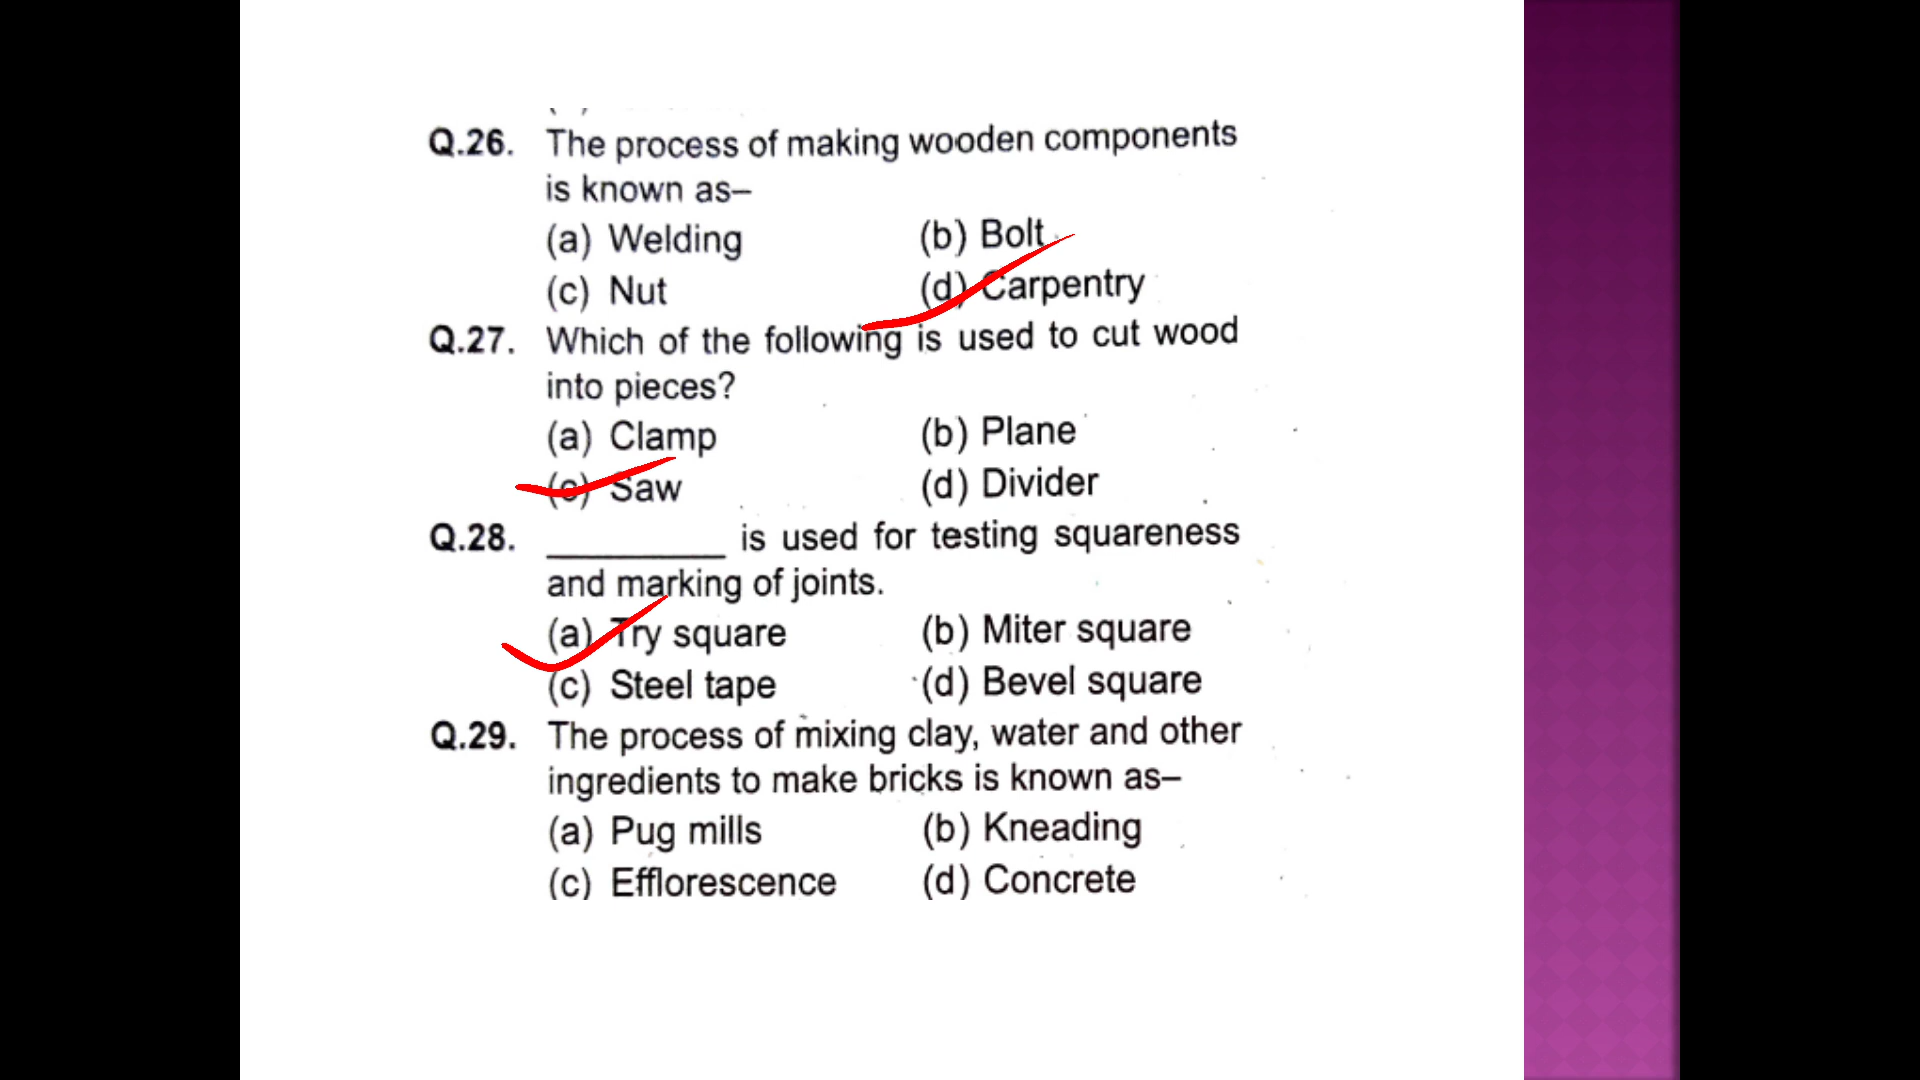 Q.26. The process of making wooden components
is known as–
(a) Welding (b) Bolt
(c) Nut (d) Carpentry
Q.27. Which of the following is used to cut wood
into pieces?
(a) Clamp (b) Plane
(c) Saw (d) Divider
Q.28. __________ is used for testing squareness
and marking of joints.
(a) Try square (b) Miter square
(c) Steel tape (d) Bevel square
Q.29. The process of mixing clay, water and other
ingredients to make bricks is known as–
(a) Pug mills (b) Kneading
(c) Efflorescence (d) Concrete